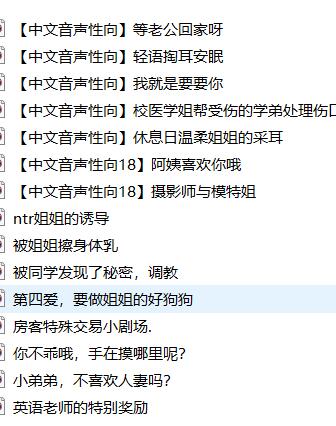 【中文音声性向】等老公回家呀
【中文音声性向】轻语掏耳安眠
【中文音声性向】我就是要要你
【中文音声性向】校医学姐帮受伤的学弟处理伤口
【中文音声性向】休息日温柔姐姐的采耳
【中文音声性向18】阿姨喜欢你哦
【中文音声性向18】摄影师与模特姐
ntr姐姐的诱导
被姐姐擦身体乳
被同学发现了秘密，调教
第四爱，要做姐姐的好狗狗
房客特殊交易小剧场.
你不乖哦，手在摸哪里呢？
小弟弟，不喜欢人妻吗？
英语老师的特别奖励